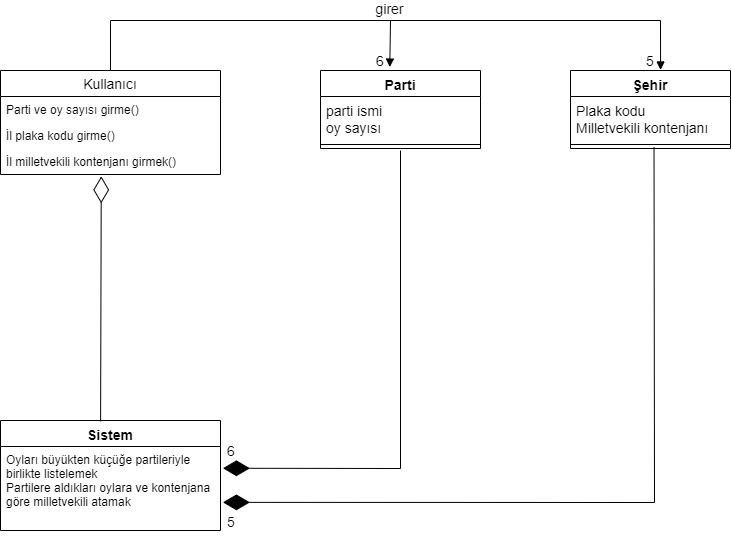 girer
6
5
Kullanıcı
Parti ve oy sayısı girme()
İl plaka kodu girme()
İl milletvekili kontenjanı girmek()
Parti
parti ismi
oy sayısı
Şehir
Plaka kodu
Milletvekili kontenjanı
Sistem
Oyları büyükten küçüğe partileriyle
birlikte listelemek
Partilere aldıkları oylara ve kontenjana
göre milletvekili atamak
6
5